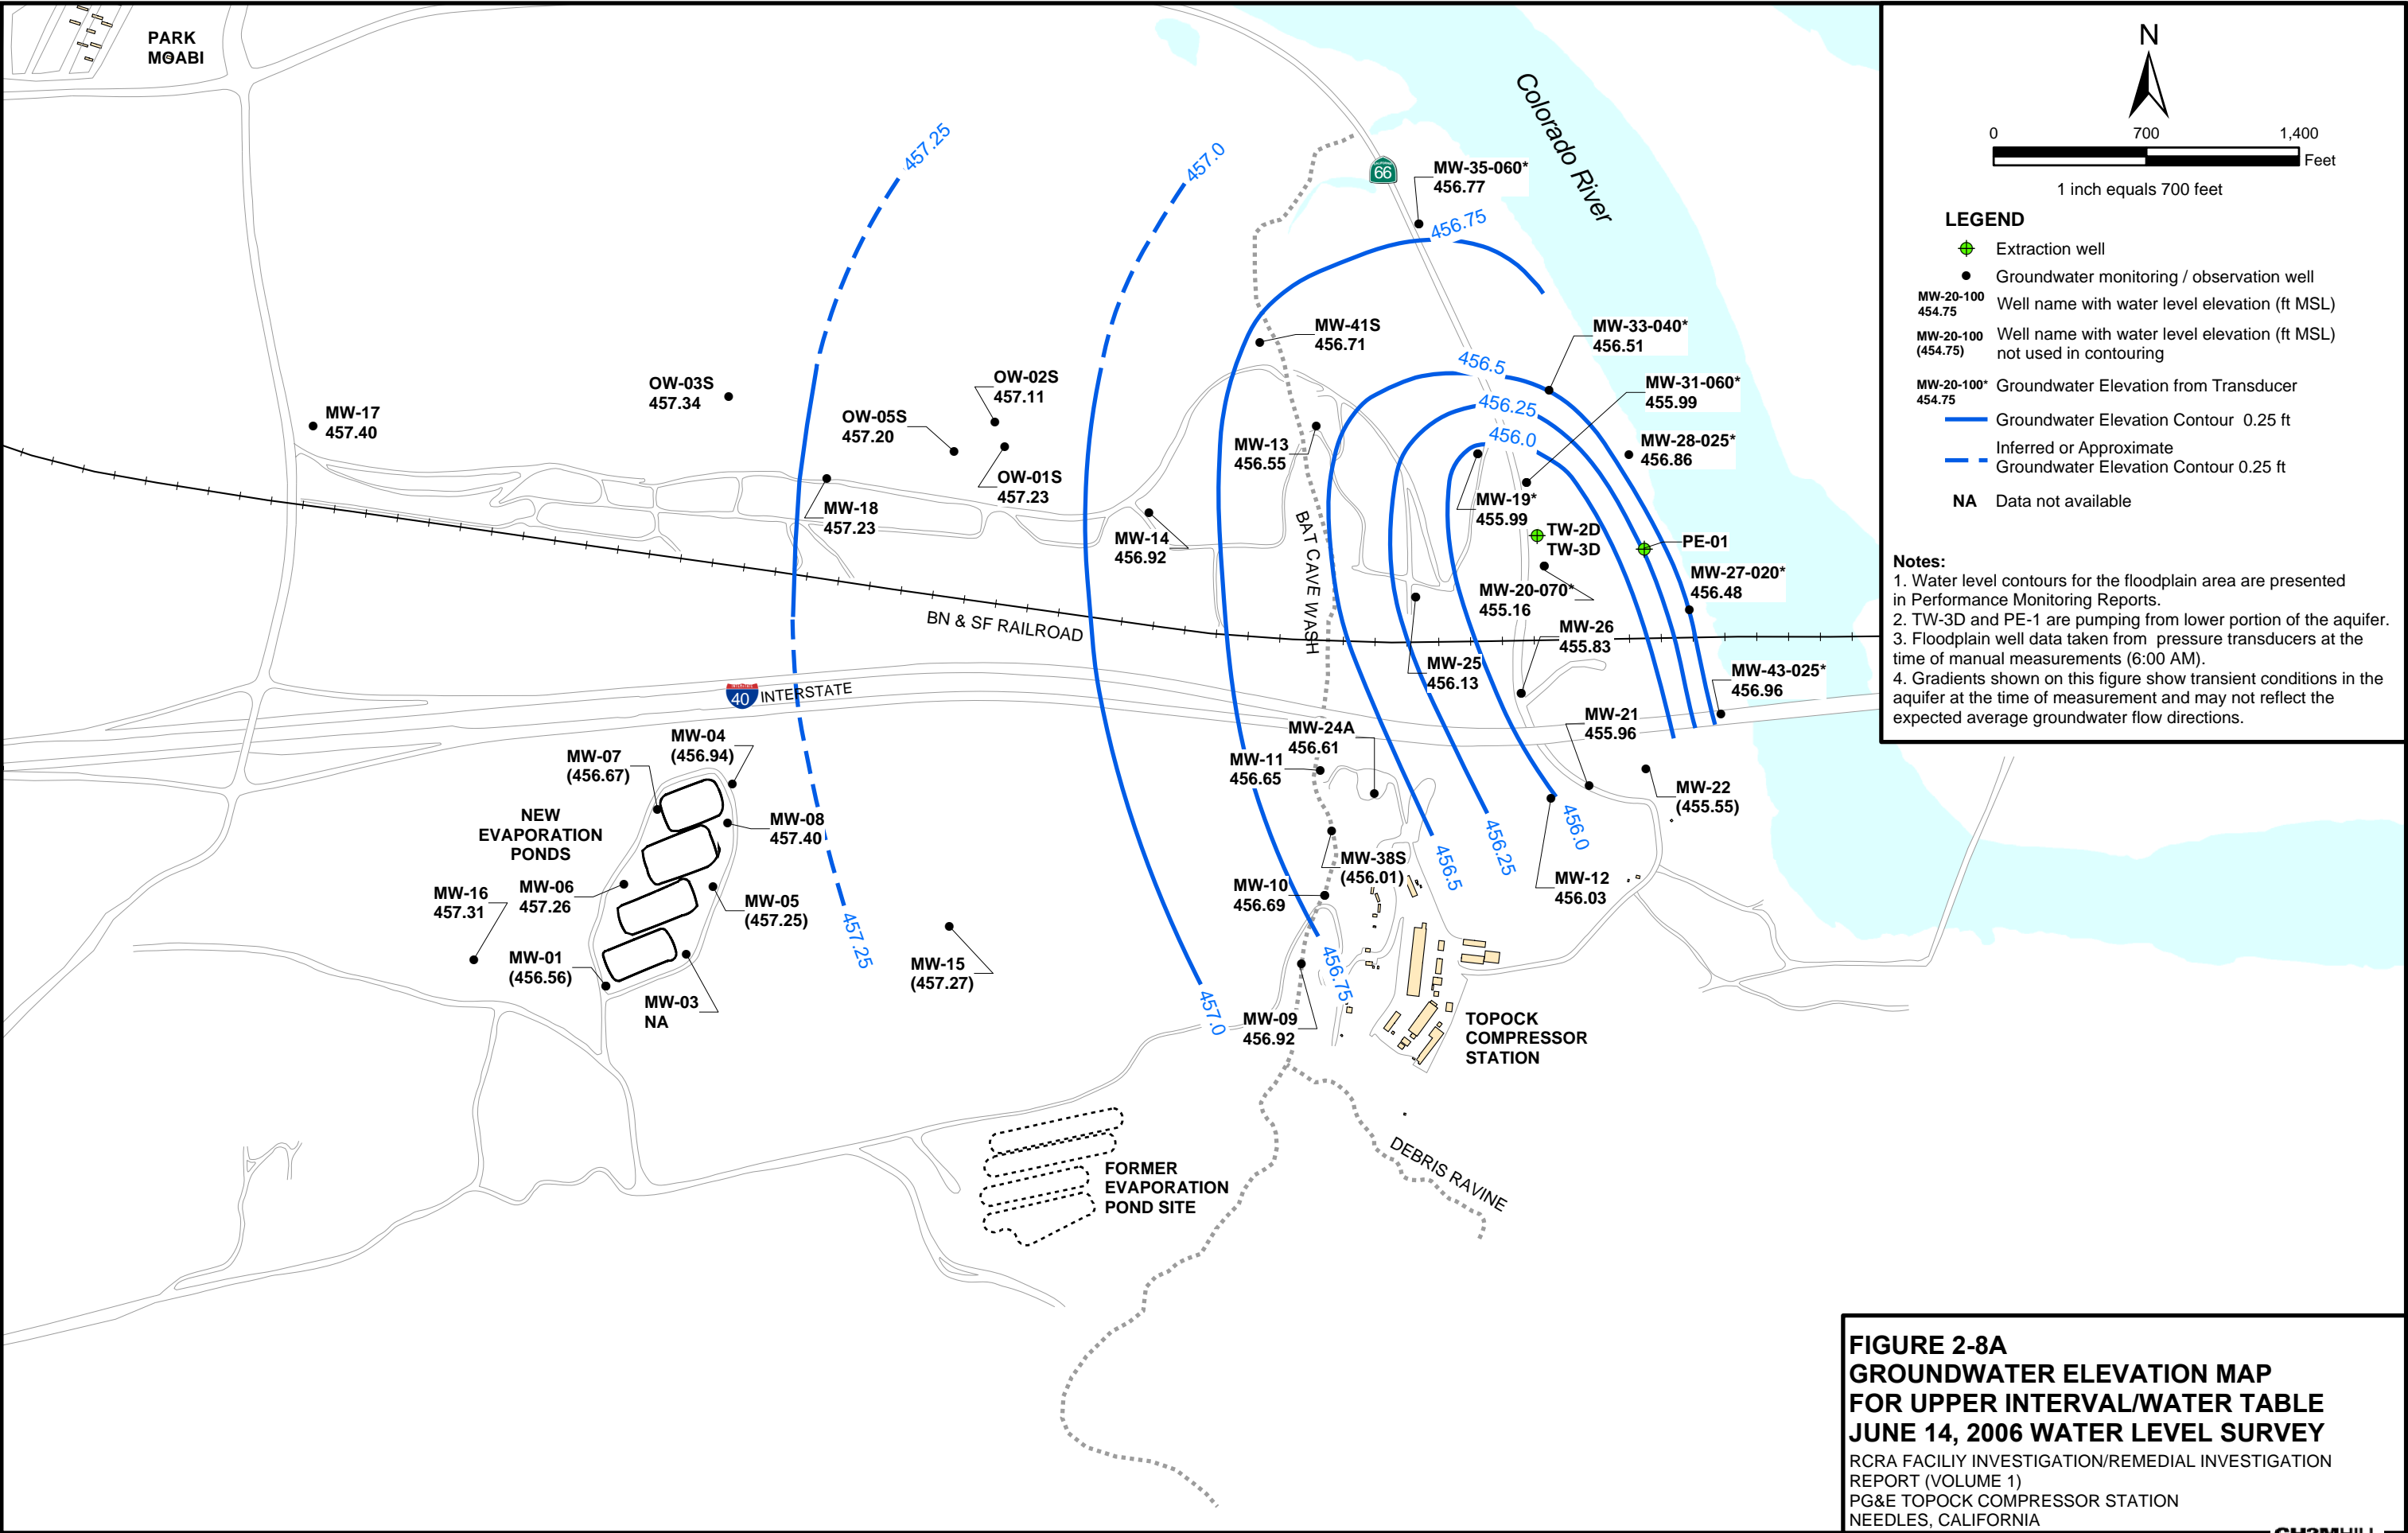 PARK
MOABI
457.25
457.0
Colorado River
66
MW-35-060*
456.77
456.75
MW-41S
456.71
MW-33-040*
456.51
456.5
MW-31-060*
455.99
456.25
456.0
MW-28-025*
456.86
OW-03S
457.34
OW-02S
457.11
MW-17
457.40
OW-05S
457.20
MW-13
456.55
OW-01S
457.23
MW-19*
455.99
MW-18
457.23
MW-14
456.92
BAT CAVE WASH
TW-2D
TW-3D
PE-01
MW-27-020*
456.48
MW-20-070*
455.16
BN & SF RAILROAD
MW-26
455.83
MW-25
456.13
MW-43-025*
456.96
40
INTERSTATE
MW-21
455.96
MW-24A
456.61
MW-04
(456.94)
MW-07
(456.67)
MW-11
456.65
MW-22
(455.55)
NEW
EVAPORATION
PONDS
MW-08
457.40
456.0
456.25
456.5
MW-38S
(456.01)
MW-12
456.03
MW-16
457.31
MW-06
457.26
MW-05
(457.25)
MW-10
456.69
457.25
MW-01
(456.56)
MW-15
(457.27)
456.75
457.0
MW-03
NA
MW-09
456.92
TOPOCK
COMPRESSOR
STATION
FORMER
EVAPORATION
POND SITE
DEBRIS RAVINE
N
0 700 1,400
Feet
1 inch equals 700 feet
LEGEND
Extraction well
Groundwater monitoring / observation well
MW-20-100
454.75
Well name with water level elevation (ft MSL)
MW-20-100
(454.75)
Well name with water level elevation (ft MSL)
not used in contouring
MW-20-100*
454.75
Groundwater Elevation from Transducer
Groundwater Elevation Contour 0.25 ft
Inferred or Approximate
Groundwater Elevation Contour 0.25 ft
NA Data not available
Notes:
1. Water level contours for the floodplain area are presented
in Performance Monitoring Reports.
2. TW-3D and PE-1 are pumping from lower portion of the aquifer.
3. Floodplain well data taken from pressure transducers at the
time of manual measurements (6:00 AM).
4. Gradients shown on this figure show transient conditions in the
aquifer at the time of measurement and may not reflect the
expected average groundwater flow directions.
FIGURE 2-8A
GROUNDWATER ELEVATION MAP
FOR UPPER INTERVAL/WATER TABLE
JUNE 14, 2006 WATER LEVEL SURVEY
RCRA FACILIY INVESTIGATION/REMEDIAL INVESTIGATION
REPORT (VOLUME 1)
PG&E TOPOCK COMPRESSOR STATION
NEEDLES, CALIFORNIA
CH2MHILL